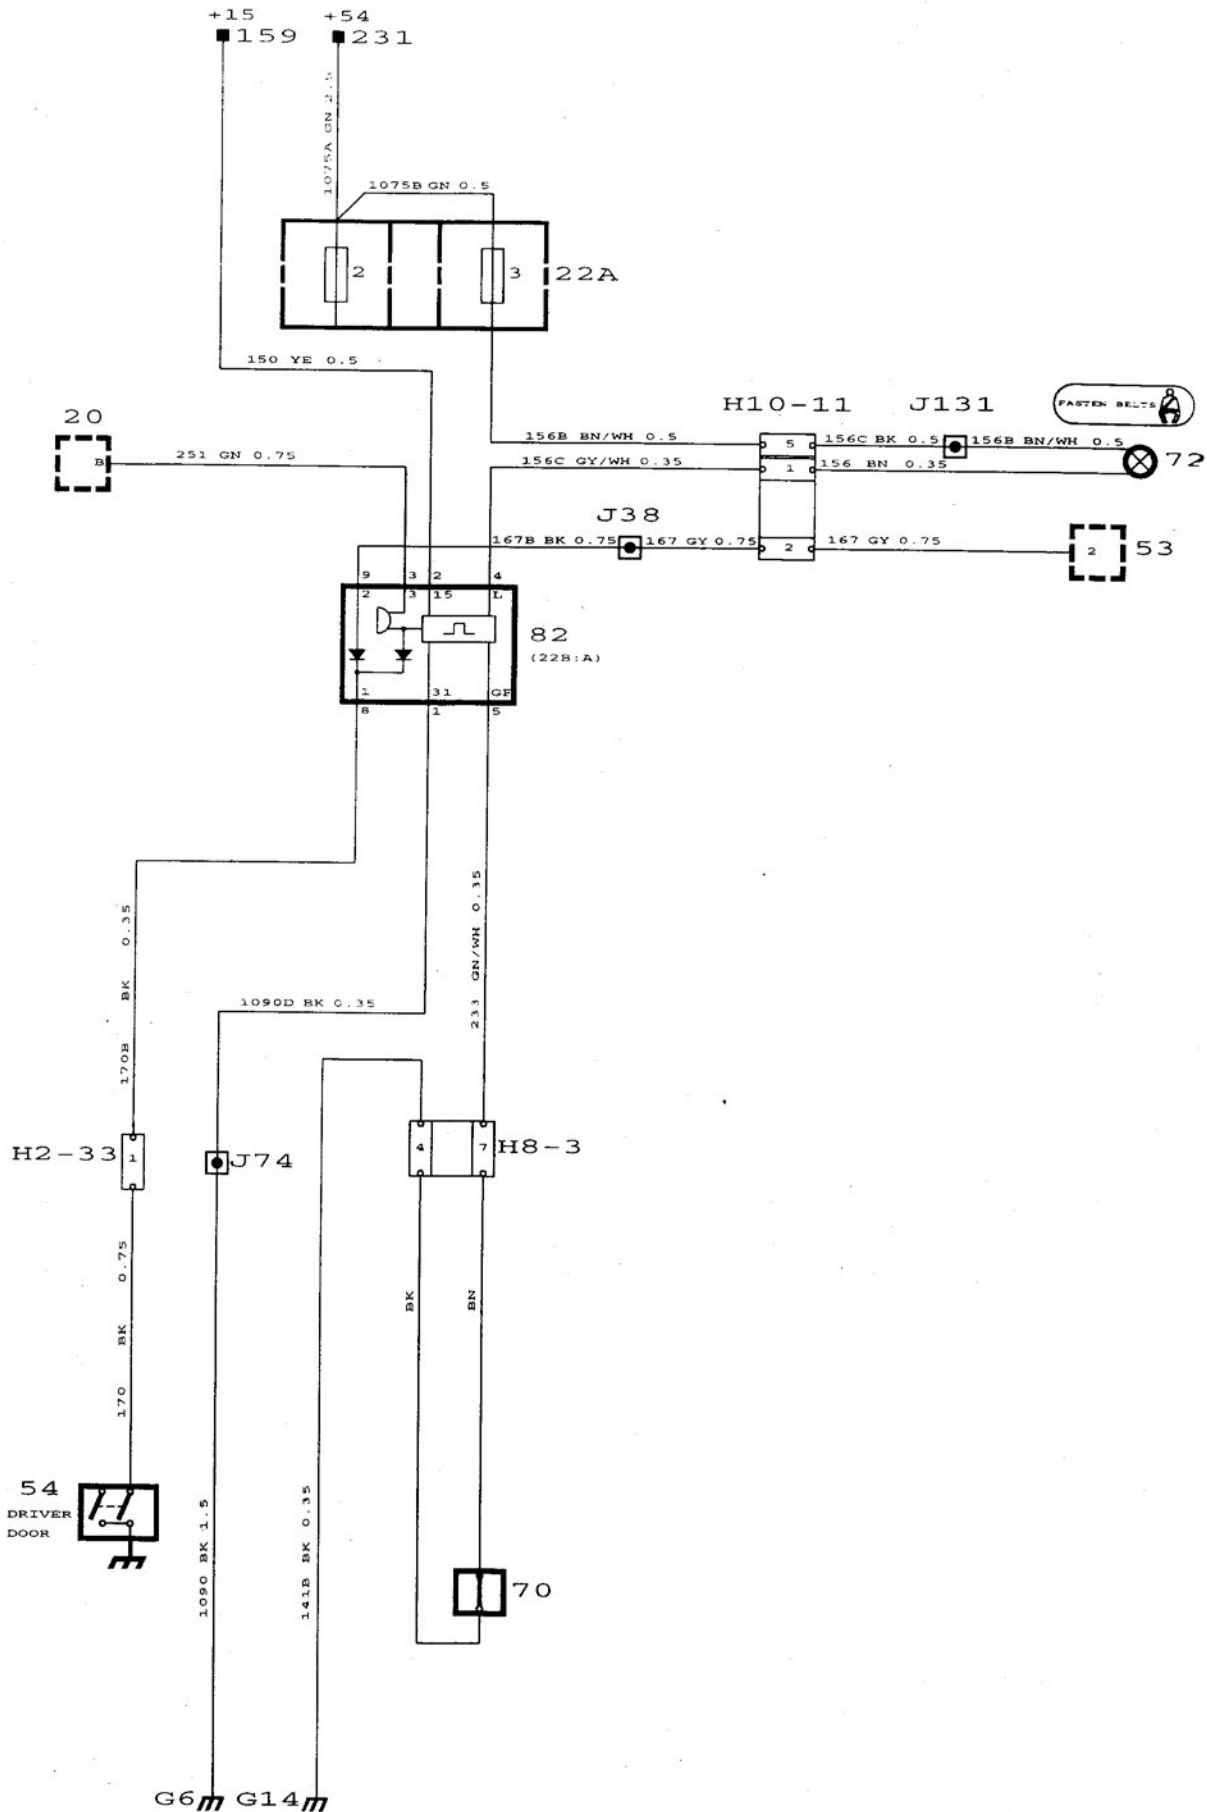 +15 +54
159 231
1075A GN 2.5
1075B GN 0.5
2 3 22A
150 YE 0.5
H10-11 J131 FASTEN BELTS
20
B 251 GN 0.75
156B BN/WH 0.5 5 156C BK 0.5 156B BN/WH 0.5
156C GY/WH 0.35 1 156 BN 0.35 72
J38
167B BK 0.75 167 GY 0.75 2 167 GY 0.75 2 53
9 3 2 4
2 3 15 L
82
(22B:A)
1 31 GF
8 1 5
170B BK 0.35
233 GN/WH 0.35
1090D BK 0.35
H2-33 1 J74 4 7 H8-3
170 BK 0.75
BK BN
54
DRIVER
DOOR
1090 BK 1.5
141B BK 0.35
70
G6 G14